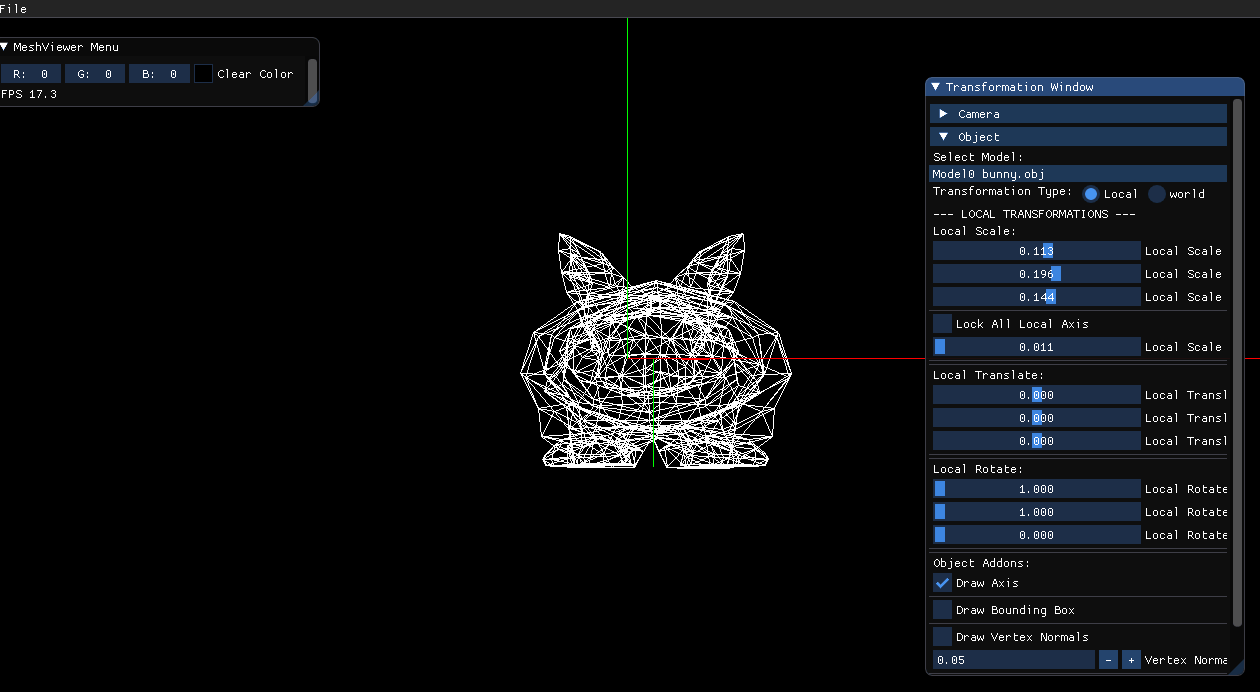 File
MeshViewer Menu
R: 0 G: 0 B: 0 Clear Color
FPS 17.3
Transformation Window
Camera
Object
Select Model:
Model0 bunny.obj
Transformation Type: Local world
--- LOCAL TRANSFORMATIONS ---
Local Scale:
0.113 Local Scale
0.196 Local Scale
0.144 Local Scale
Lock All Local Axis
0.011 Local Scale
Local Translate:
0.000 Local Transl
0.000 Local Transl
0.000 Local Transl
Local Rotate:
1.000 Local Rotate
1.000 Local Rotate
0.000 Local Rotate
Object Addons:
Draw Axis
Draw Bounding Box
Draw Vertex Normals
0.05 - + Vertex Norma